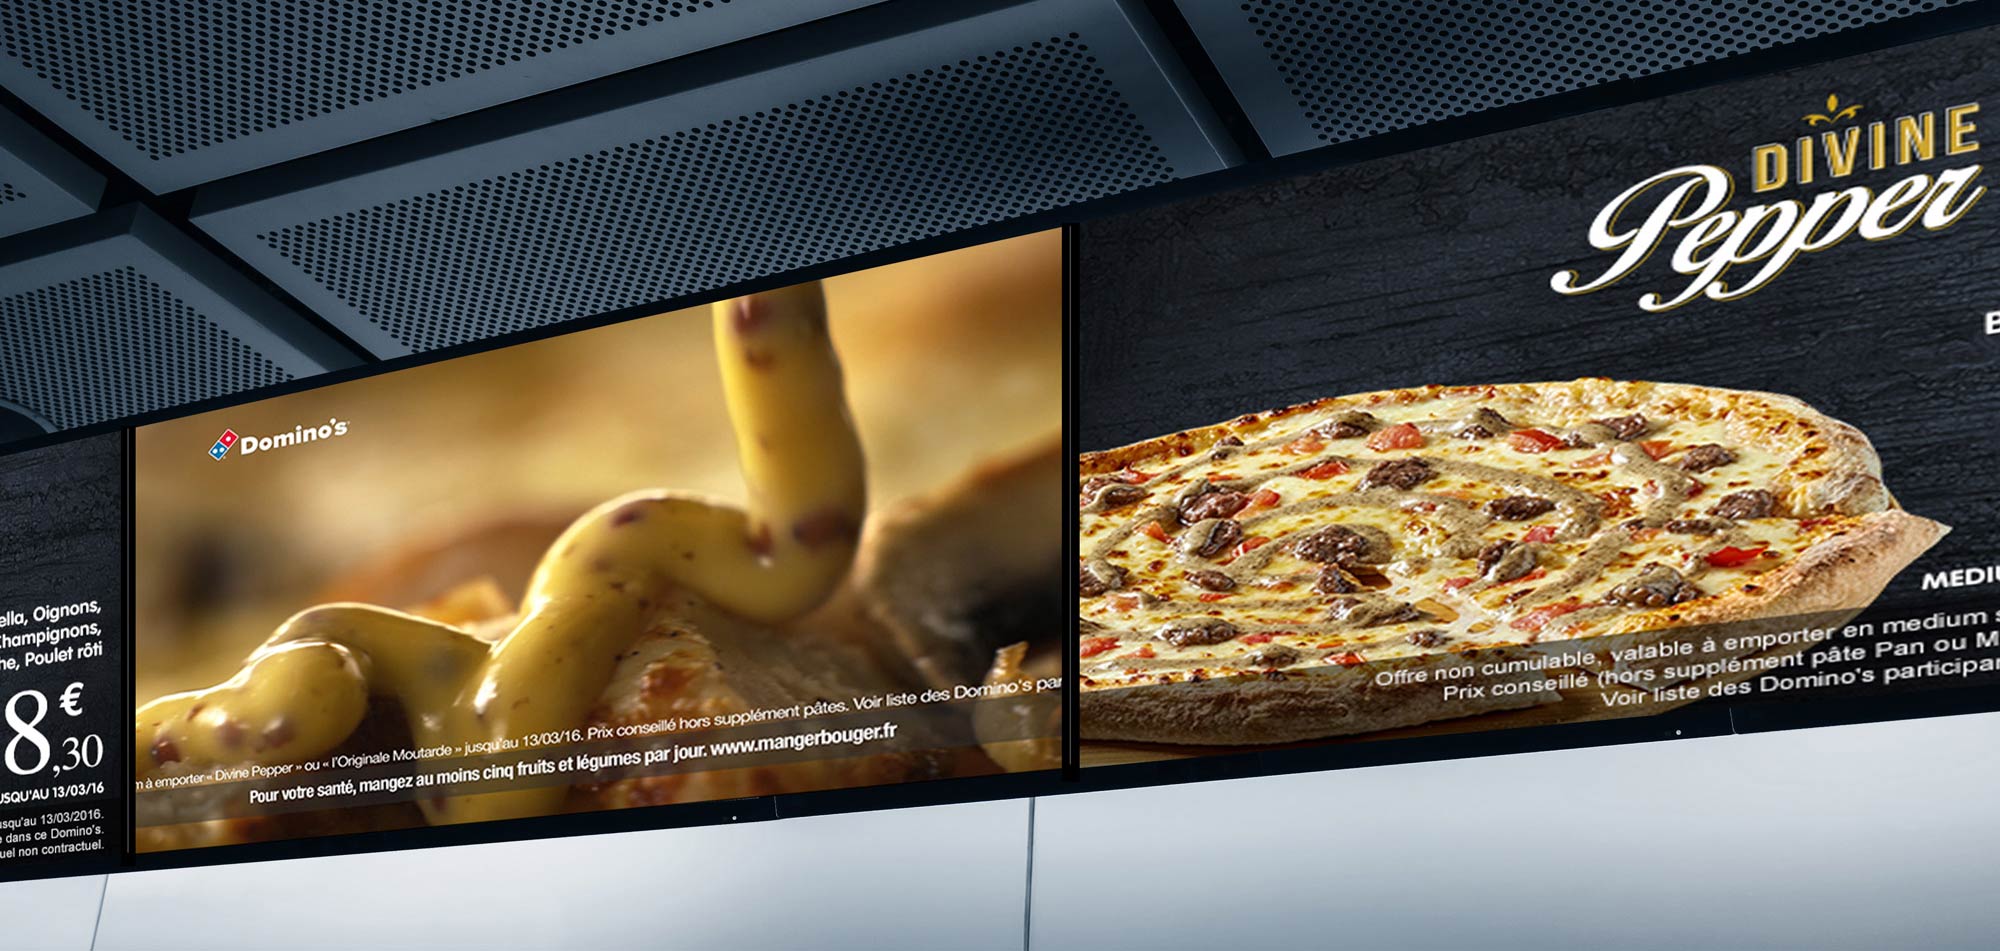 ella, Oignons,
Champignons,
he, Poulet rôti
8€,30
USQU'AU 13/03/16
usqu'au 13/03/2016.
dans ce Domino's.
uel non contractuel.
Domino's
à emporter « Divine Pepper » ou « l'Originale Moutarde » jusqu'au 13/03/16. Prix conseillé hors supplément pâtes. Voir liste des Domino's par
Pour votre santé, mangez au moins cinq fruits et légumes par jour. www.mangerbouger.fr
DIVINE
Pepper
B
MEDIU
Offre non cumulable, valable à emporter en medium s
Prix conseillé (hors supplément pâte Pan ou M
Voir liste des Domino's participan